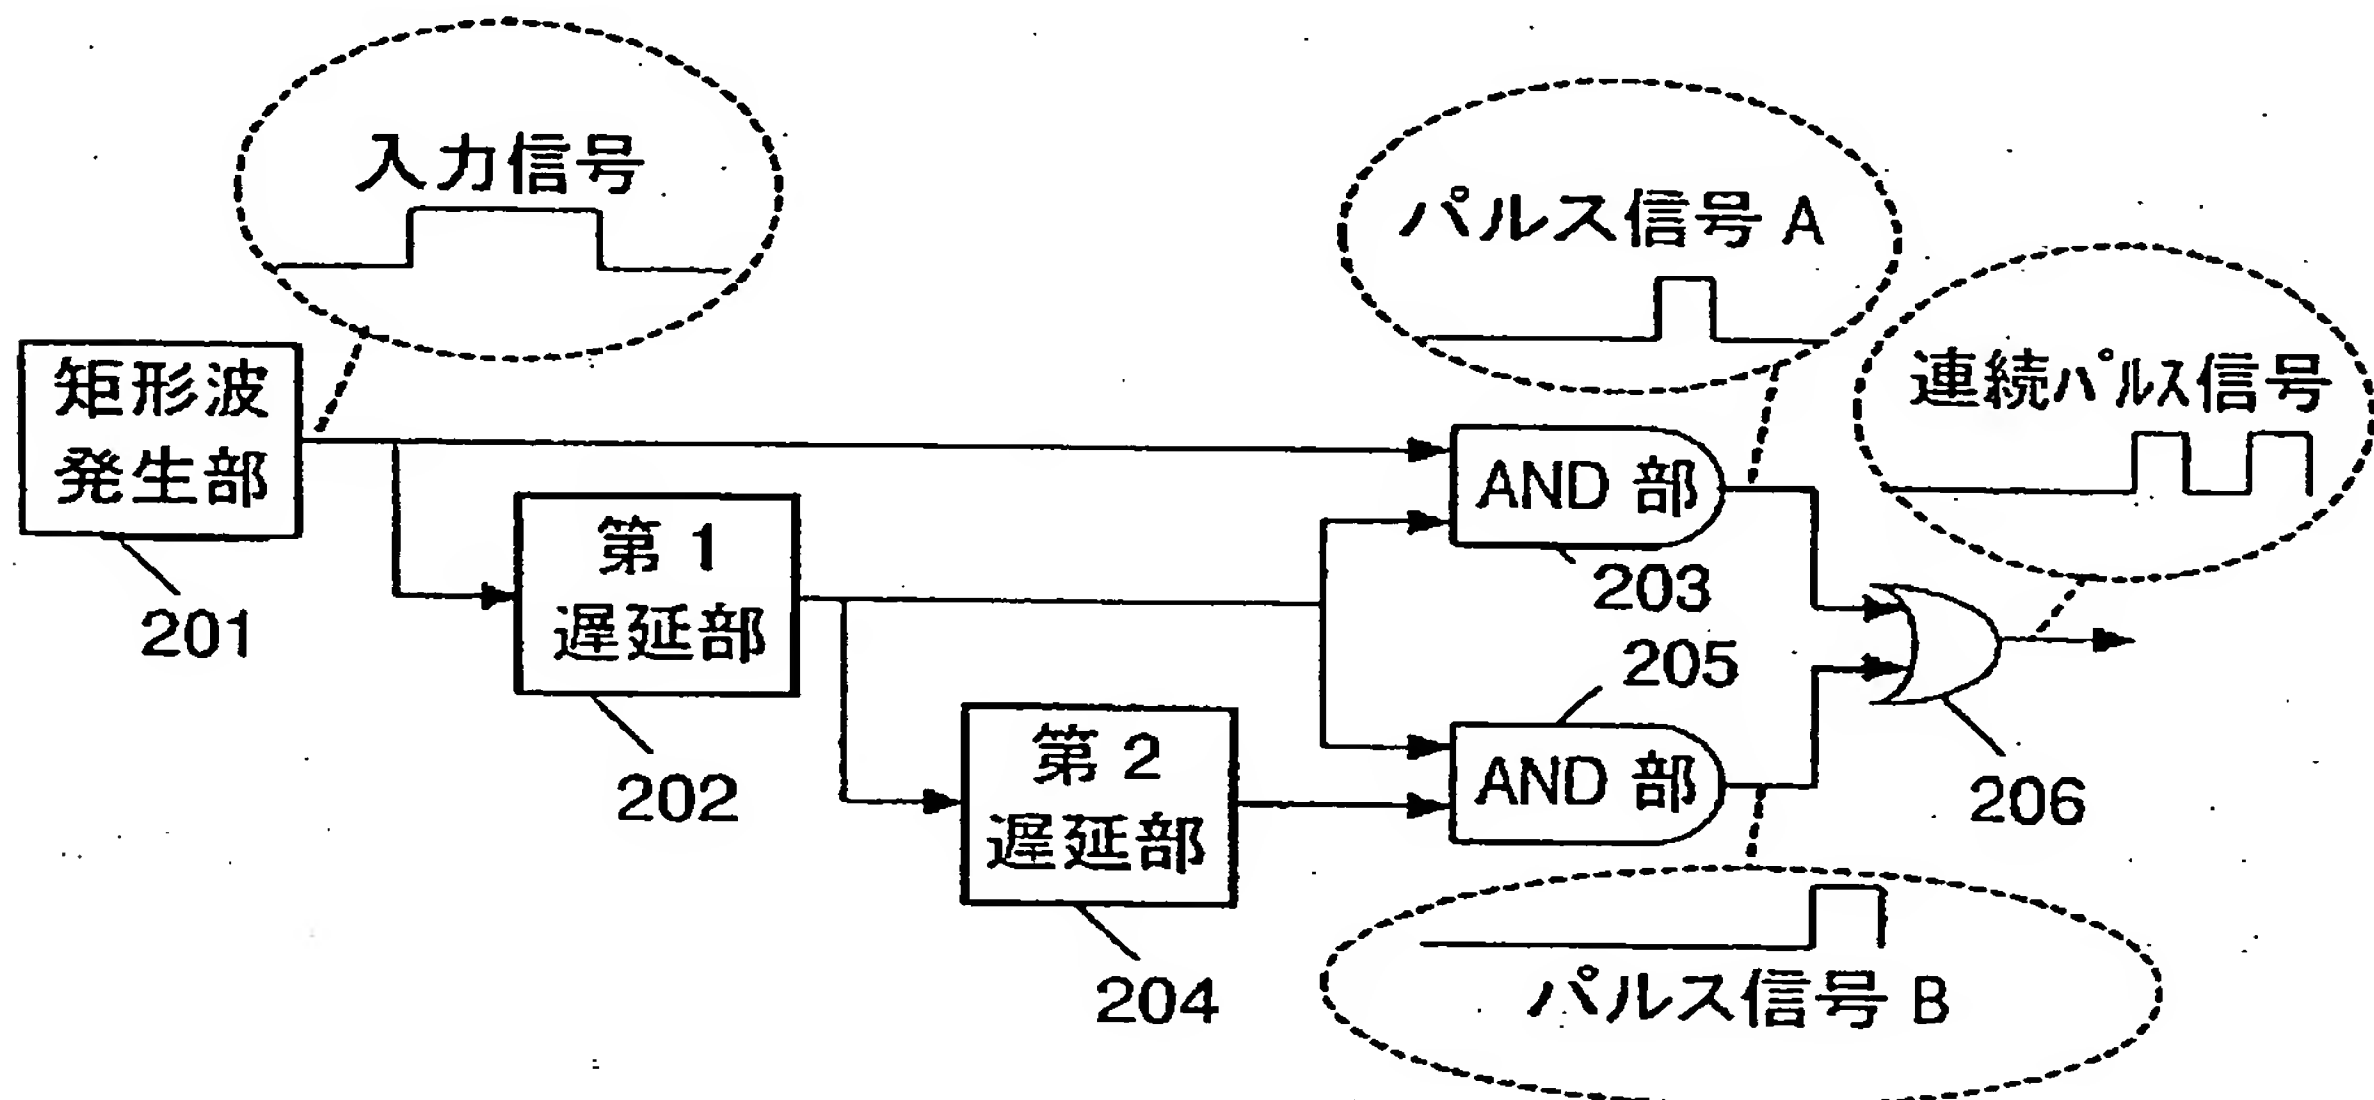 入力信号
パルス信号 A
連続パルス信号
矩形波
発生部
201
第 1
遅延部
202
AND 部
203
205
第 2
遅延部
204
AND 部
206
パルス信号 B